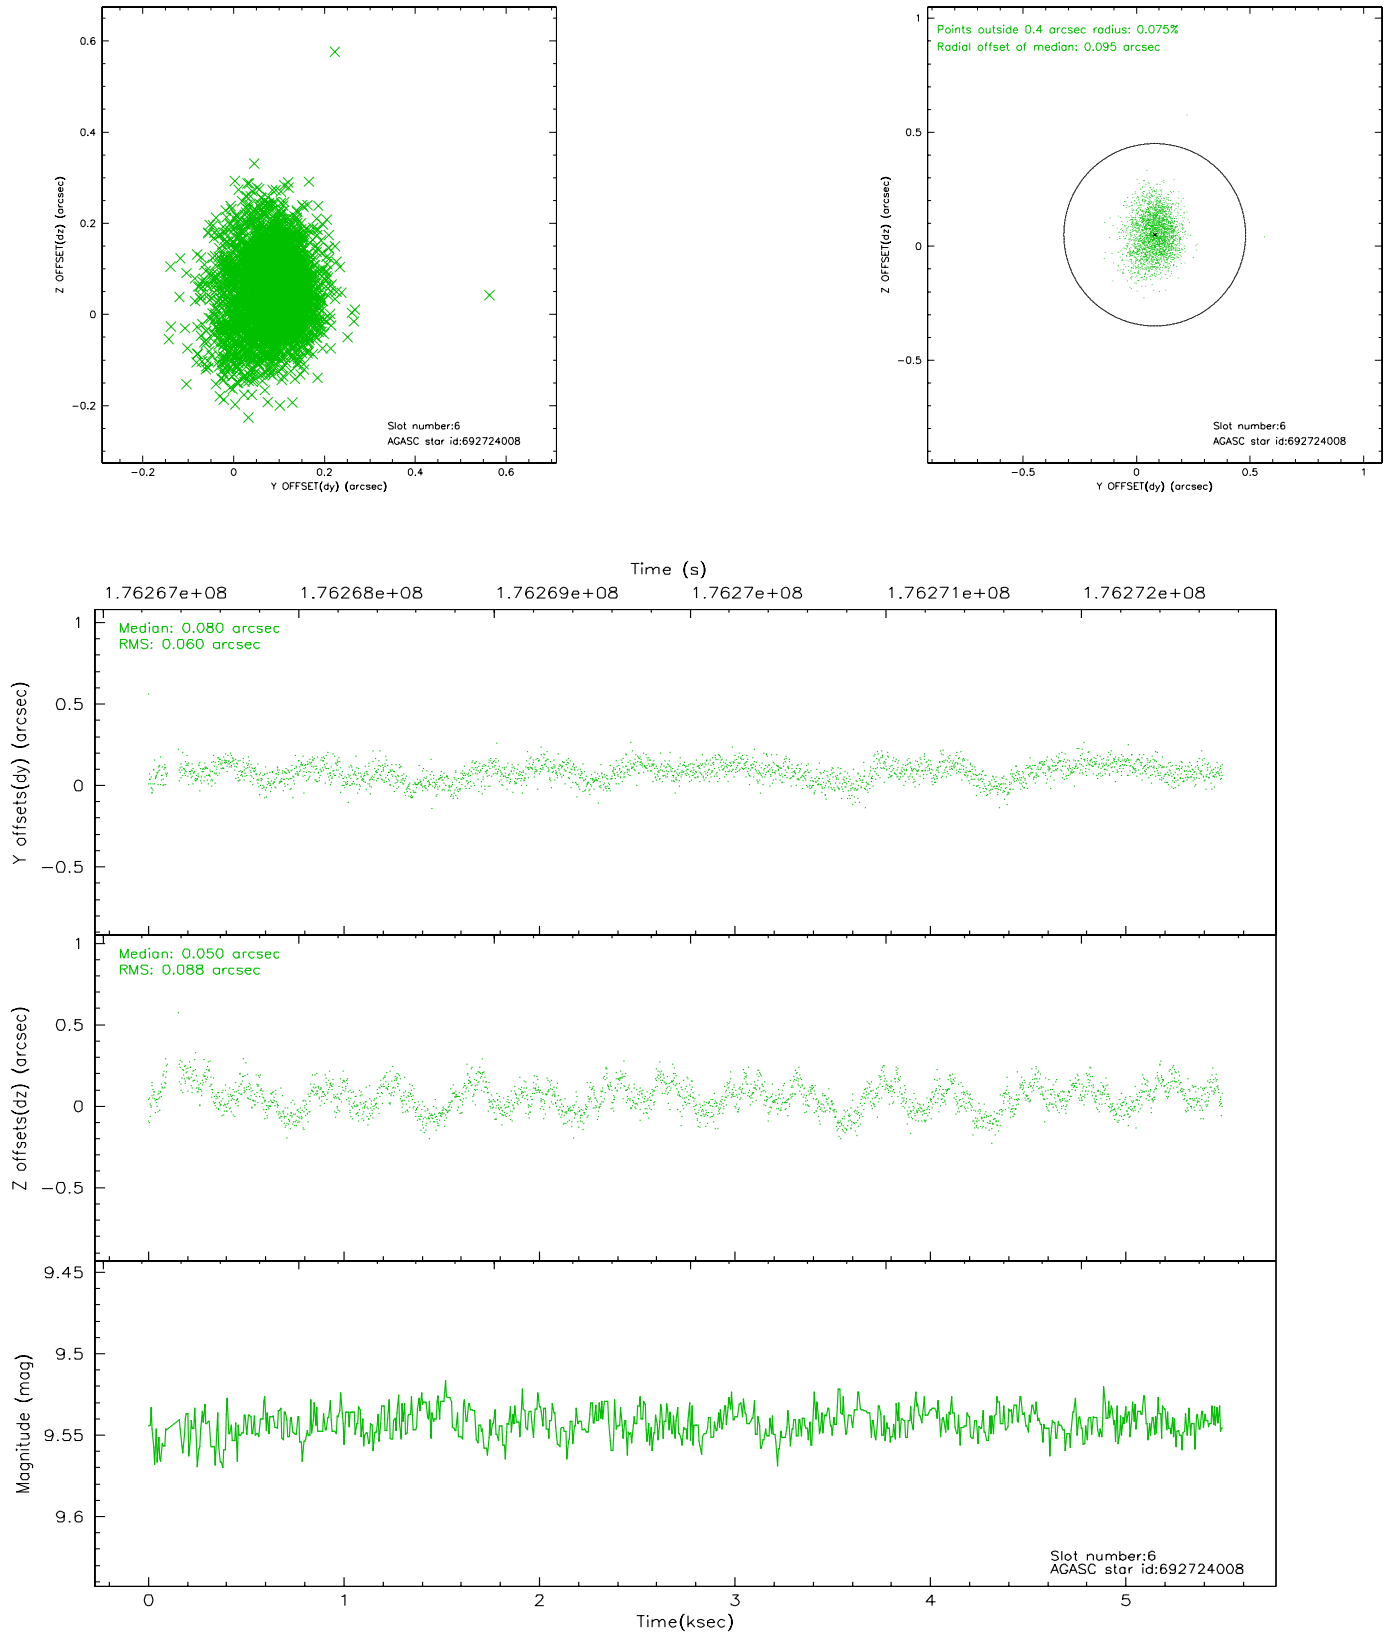 0.6
0.4
0.2
0
−0.2
Z OFFSET(dz) (arcsec)
Slot number:6
AGASC star id:692724008
−0.2 0 0.2 0.4 0.6
Y OFFSET(dy) (arcsec)
Points outside 0.4 arcsec radius: 0.075%
Radial offset of median: 0.095 arcsec
1
0.5
0
−0.5
Z OFFSET(dz) (arcsec)
Slot number:6
AGASC star id:692724008
−0.5 0 0.5 1
Y OFFSET(dy) (arcsec)
Time (s)
1.76267e+08 1.76268e+08 1.76269e+08 1.7627e+08 1.76271e+08 1.76272e+08
Median: 0.080 arcsec
RMS: 0.060 arcsec
1
0.5
0
−0.5
Y offsets(dy) (arcsec)
Median: 0.050 arcsec
RMS: 0.088 arcsec
1
0.5
0
−0.5
Z offsets(dz) (arcsec)
9.45
9.5
9.55
9.6
Magnitude (mag)
Slot number:6
AGASC star id:692724008
0 1 2 3 4 5
Time(ksec)